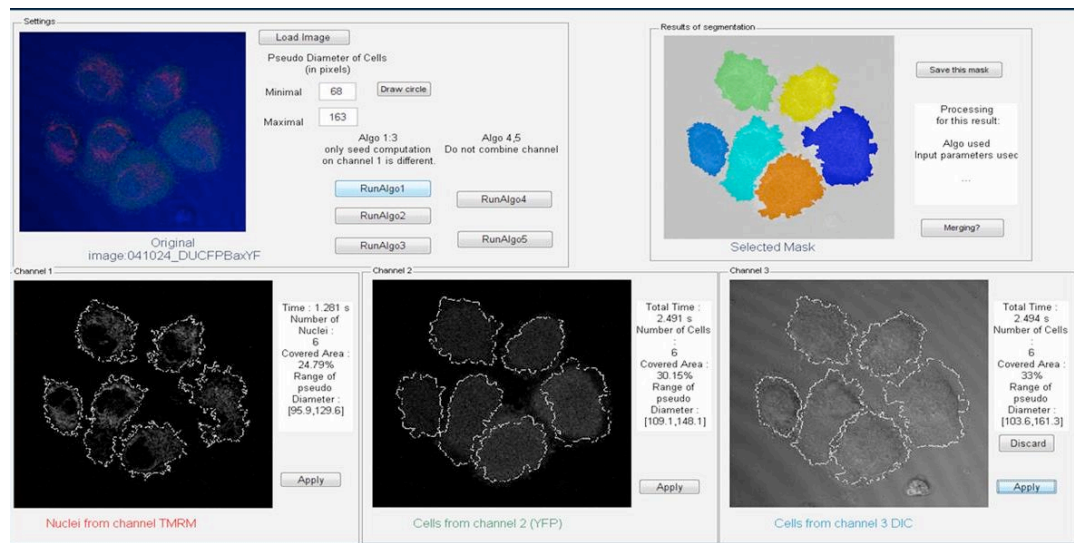 Settings
Load Image
Pseudo Diameter of Cells
(in pixels)
Minimal
68
Draw circle
Maximal
163
Algo 1:3
only seed computation
on channel 1 is different.
Algo 4,5
Do not combine channel
RunAlgo1
RunAlgo2
RunAlgo3
RunAlgo4
RunAlgo5
Original
image:041024_DUCFPBaxYF
Results of segmentation
Save this mask
Processing
for this result:
Algo used
Input parameters used
...
Merging?
Selected Mask
Channel 1
Time : 1.281 s
Number of
Nuclei :
6
Covered Area :
24.79%
Range of
pseudo
Diameter :
[95.9,129.6]
Apply
Nuclei from channel TMRM
Channel 2
Total Time :
2.491 s
Number of Cells
:
6
Covered Area :
30.15%
Range of
pseudo
Diameter :
[109.1,148.1]
Apply
Cells from channel 2 (YFP)
Channel 3
Total Time :
2.494 s
Number of Cells
:
6
Covered Area :
33%
Range of
pseudo
Diameter :
[103.6,161.3]
Discard
Apply
Cells from channel 3 DIC